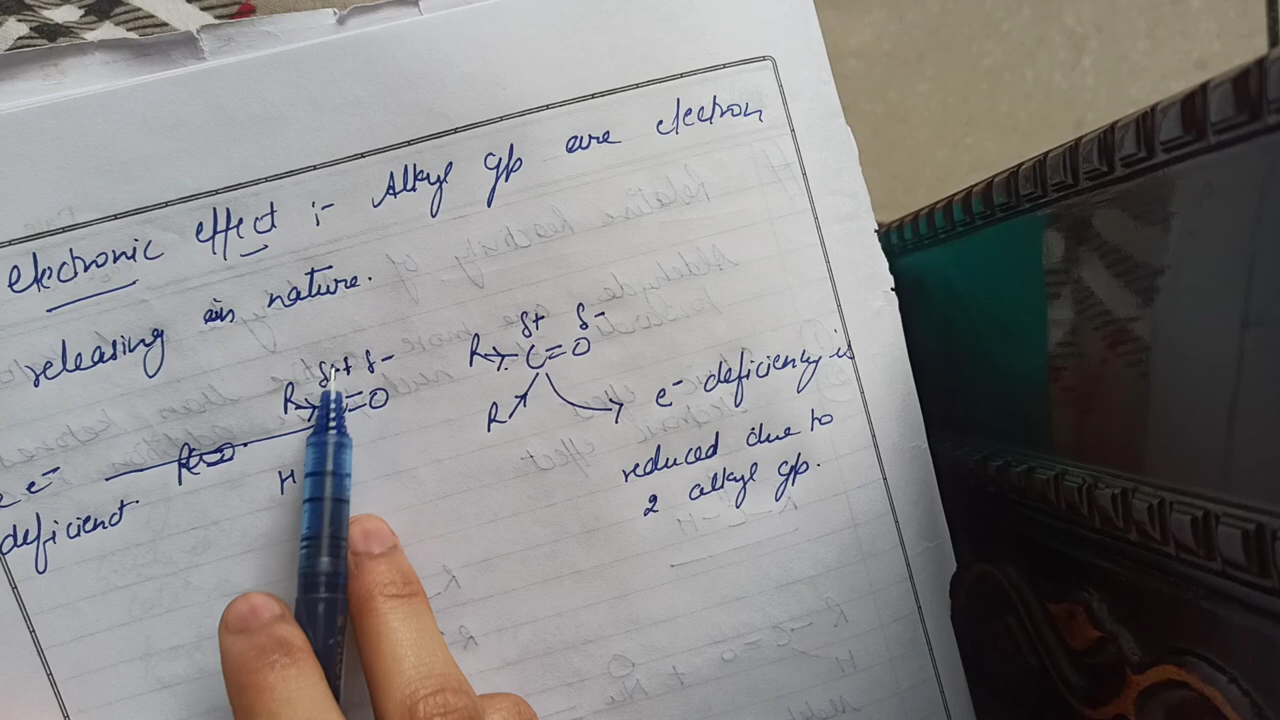 electronic effect :- Alkyl gp are electron
releasing in nature.
δ+ δ-
R C=O
H
e e-
deficient
δ+ δ-
R C=O
R
e- deficiency is
reduced due to
2 alkyl gp.